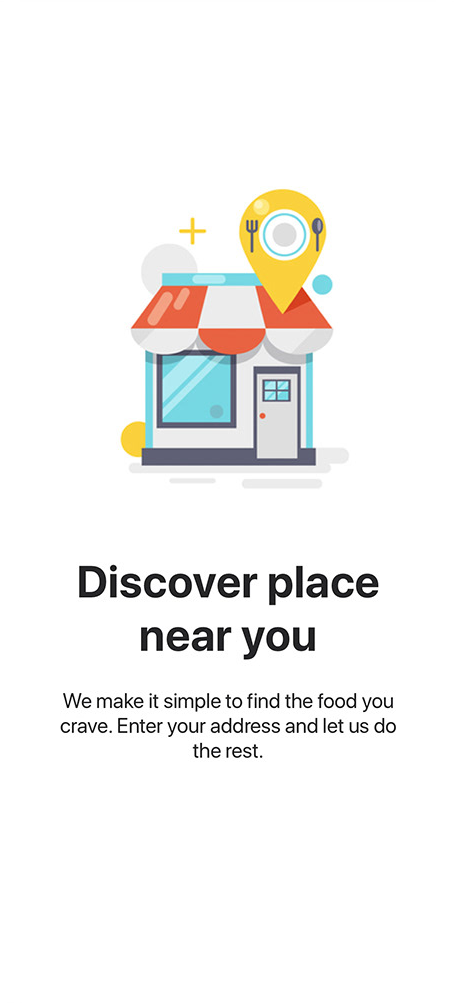 Discover place
near you
We make it simple to find the food you
crave. Enter your address and let us do
the rest.